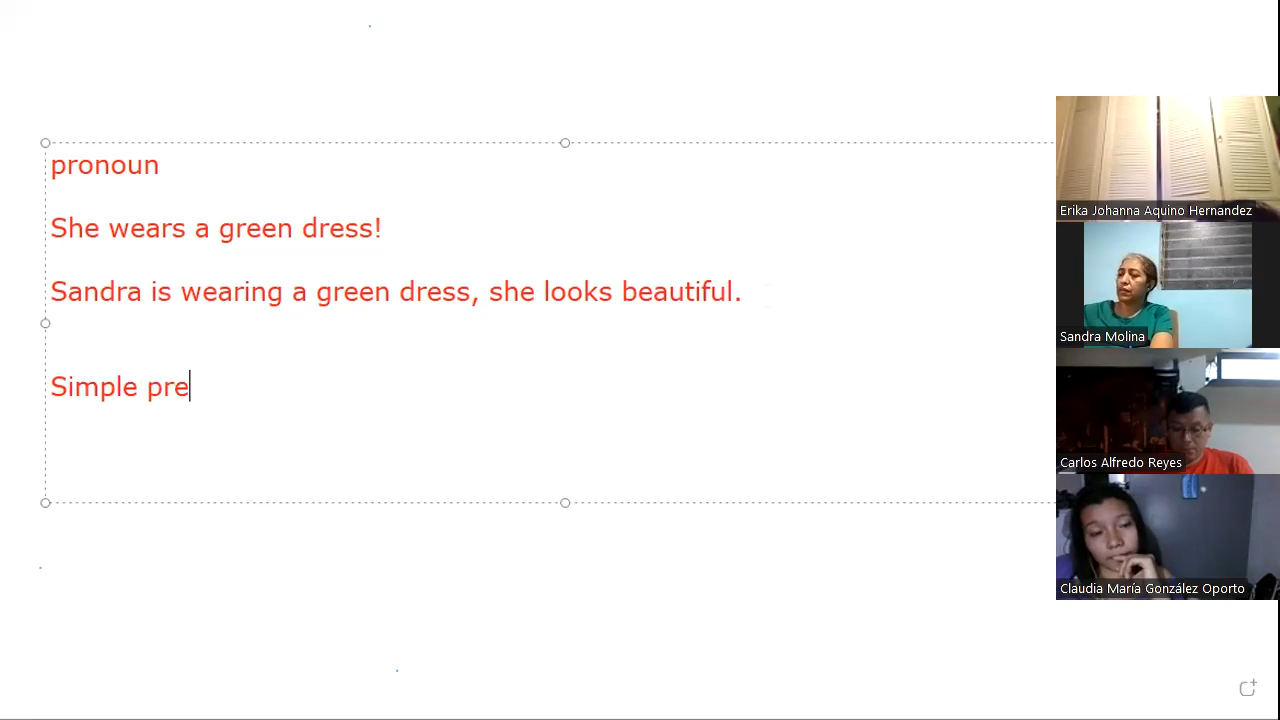 pronoun
She wears a green dress!
Sandra is wearing a green dress, she looks beautiful.
Simple pre
Erika Johanna Aquino Hernandez
Sandra Molina
Carlos Alfredo Reyes
Claudia María González Oporto